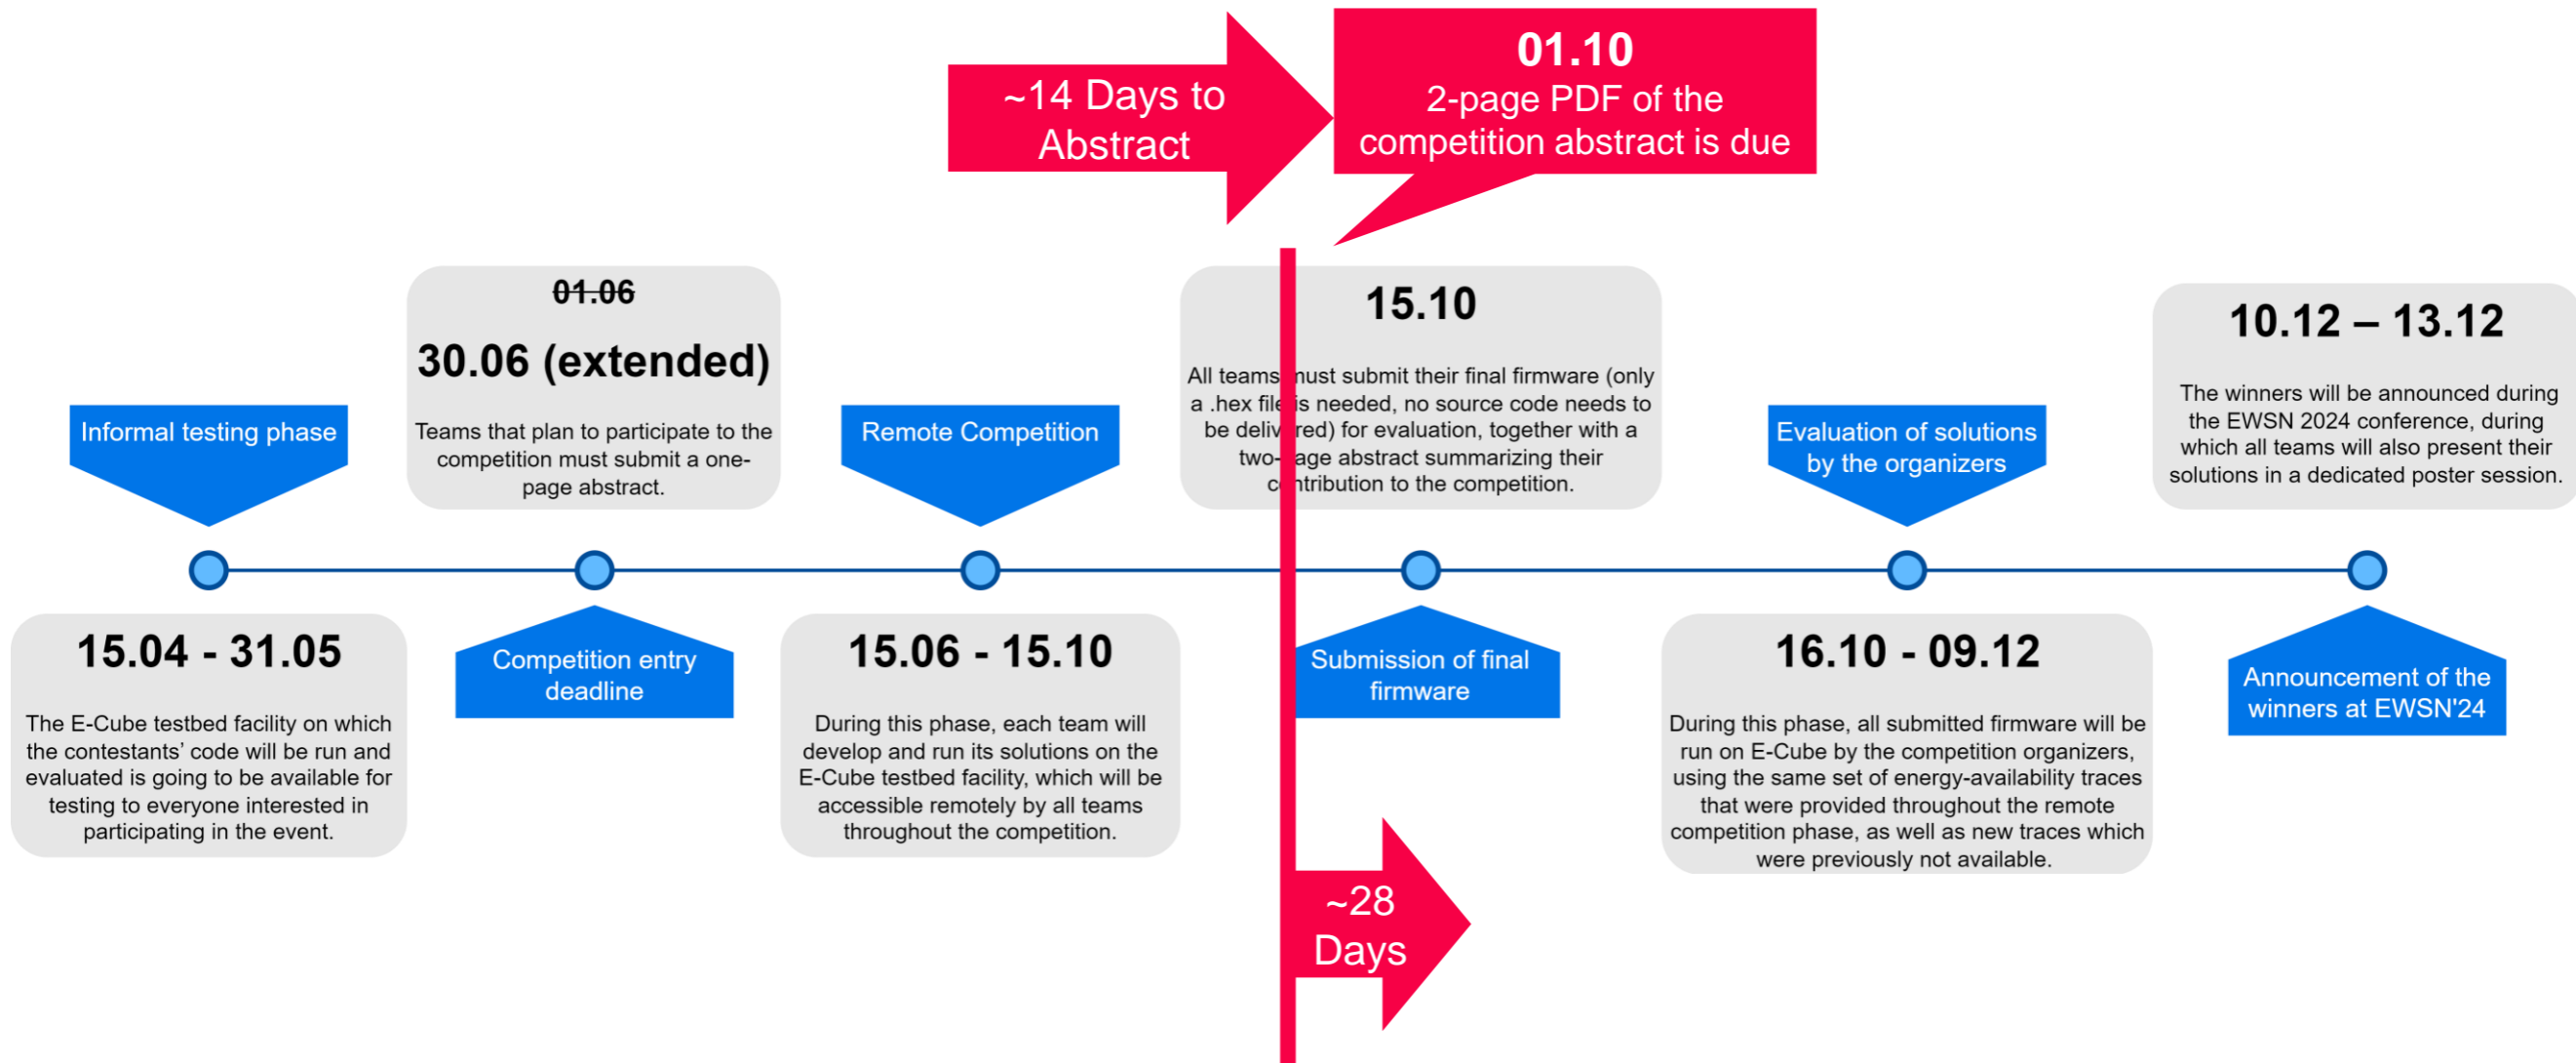 ~14 Days to
Abstract
01.10
2-page PDF of the
competition abstract is due
Informal testing phase
15.04 - 31.05
The E-Cube testbed facility on which
the contestants’ code will be run and
evaluated is going to be available for
testing to everyone interested in
participating in the event.
01.06
30.06 (extended)
Teams that plan to participate to the
competition must submit a one-
page abstract.
Competition entry
deadline
Remote Competition
15.06 - 15.10
During this phase, each team will
develop and run its solutions on the
E-Cube testbed facility, which will be
accessible remotely by all teams
throughout the competition.
15.10
All teams must submit their final firmware (only
a .hex file is needed, no source code needs to
be delivered) for evaluation, together with a
two-page abstract summarizing their
contribution to the competition.
Submission of final
firmware
~28
Days
Evaluation of solutions
by the organizers
16.10 - 09.12
During this phase, all submitted firmware will be
run on E-Cube by the competition organizers,
using the same set of energy-availability traces
that were provided throughout the remote
competition phase, as well as new traces which
were previously not available.
10.12 – 13.12
The winners will be announced during
the EWSN 2024 conference, during
which all teams will also present their
solutions in a dedicated poster session.
Announcement of the
winners at EWSN'24